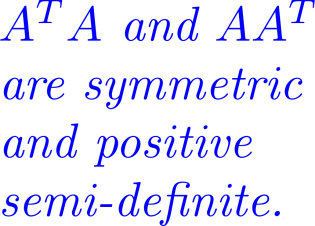 A^T A and AA^T
are symmetric
and positive
semi-definite.